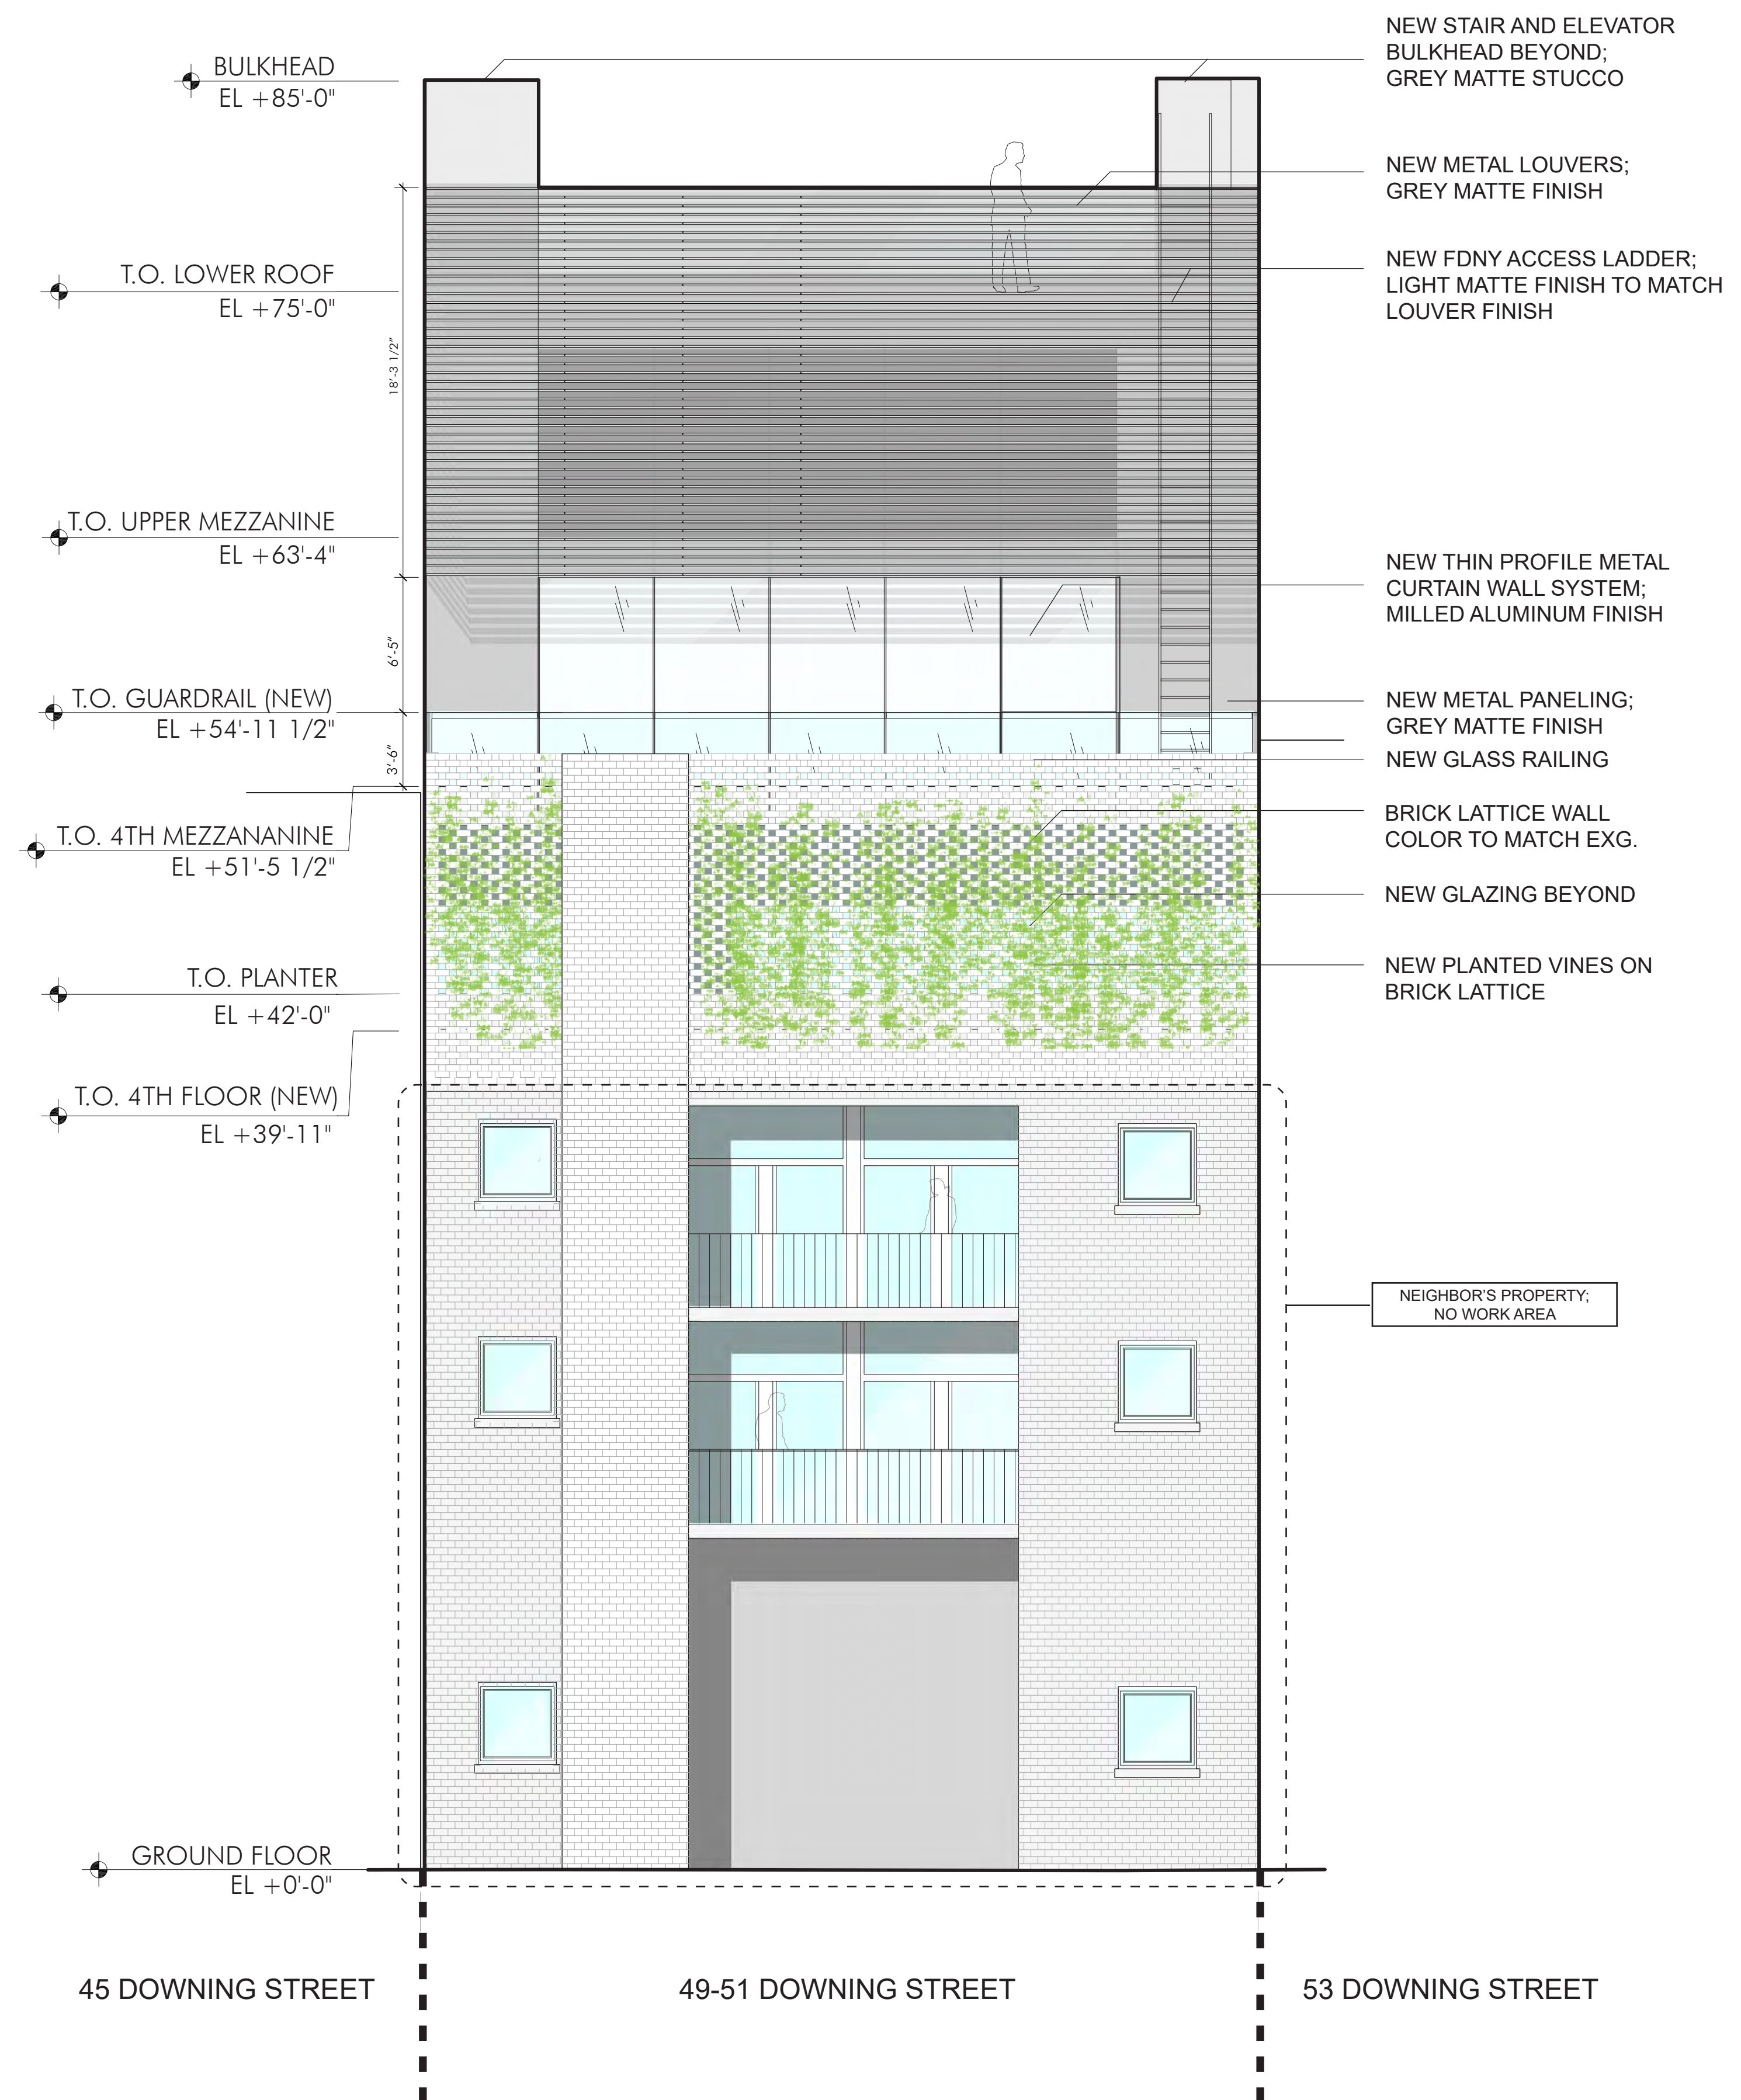 BULKHEAD
EL +85'-0"
T.O. LOWER ROOF
EL +75'-0"
18'-3 1/2"
T.O. UPPER MEZZANINE
EL +63'-4"
6'-5"
T.O. GUARDRAIL (NEW)
EL +54'-11 1/2"
3'-6"
T.O. 4TH MEZZANANINE
EL +51'-5 1/2"
T.O. PLANTER
EL +42'-0"
T.O. 4TH FLOOR (NEW)
EL +39'-11"
GROUND FLOOR
EL +0'-0"
NEW STAIR AND ELEVATOR
BULKHEAD BEYOND;
GREY MATTE STUCCO
NEW METAL LOUVERS;
GREY MATTE FINISH
NEW FDNY ACCESS LADDER;
LIGHT MATTE FINISH TO MATCH
LOUVER FINISH
NEW THIN PROFILE METAL
CURTAIN WALL SYSTEM;
MILLED ALUMINUM FINISH
NEW METAL PANELING;
GREY MATTE FINISH
NEW GLASS RAILING
BRICK LATTICE WALL
COLOR TO MATCH EXG.
NEW GLAZING BEYOND
NEW PLANTED VINES ON
BRICK LATTICE
NEIGHBOR'S PROPERTY;
NO WORK AREA
45 DOWNING STREET
49-51 DOWNING STREET
53 DOWNING STREET